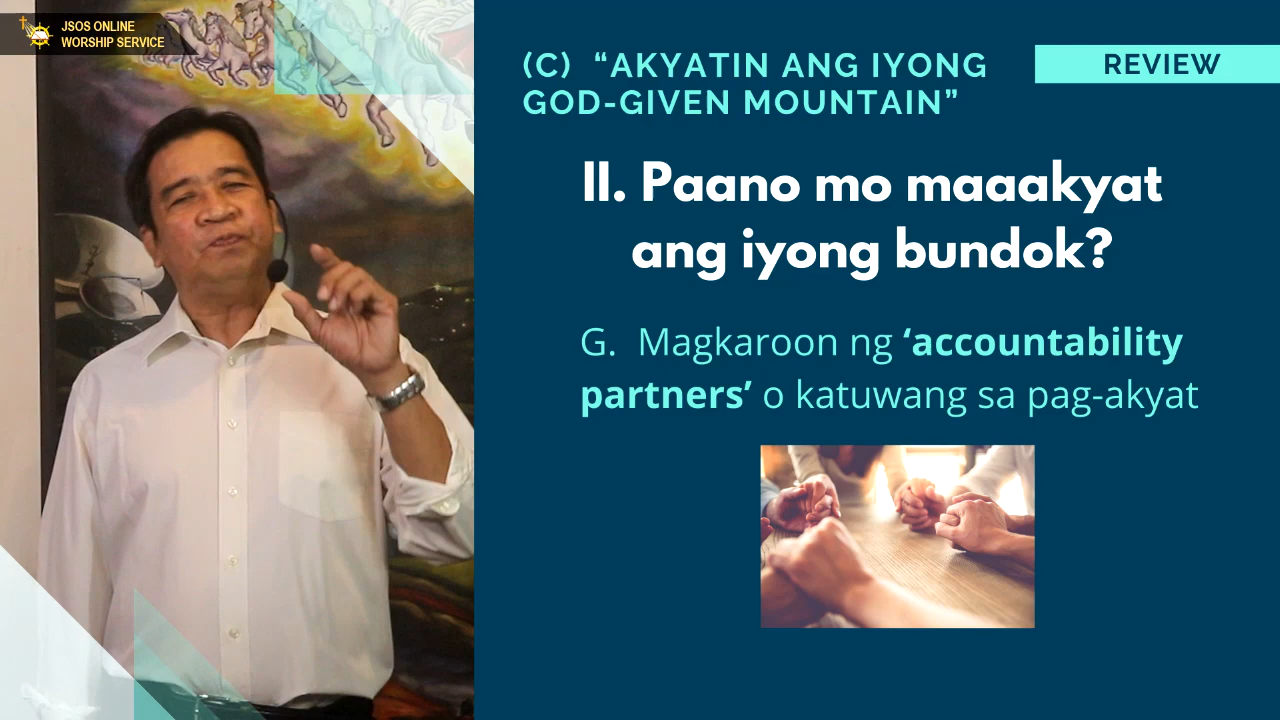 JSOS ONLINE
WORSHIP SERVICE
(C) “AKYATIN ANG IYONG
GOD-GIVEN MOUNTAIN”
REVIEW
II. Paano mo maaakyat
ang iyong bundok?
G. Magkaroon ng ‘accountability
partners’ o katuwang sa pag-akyat